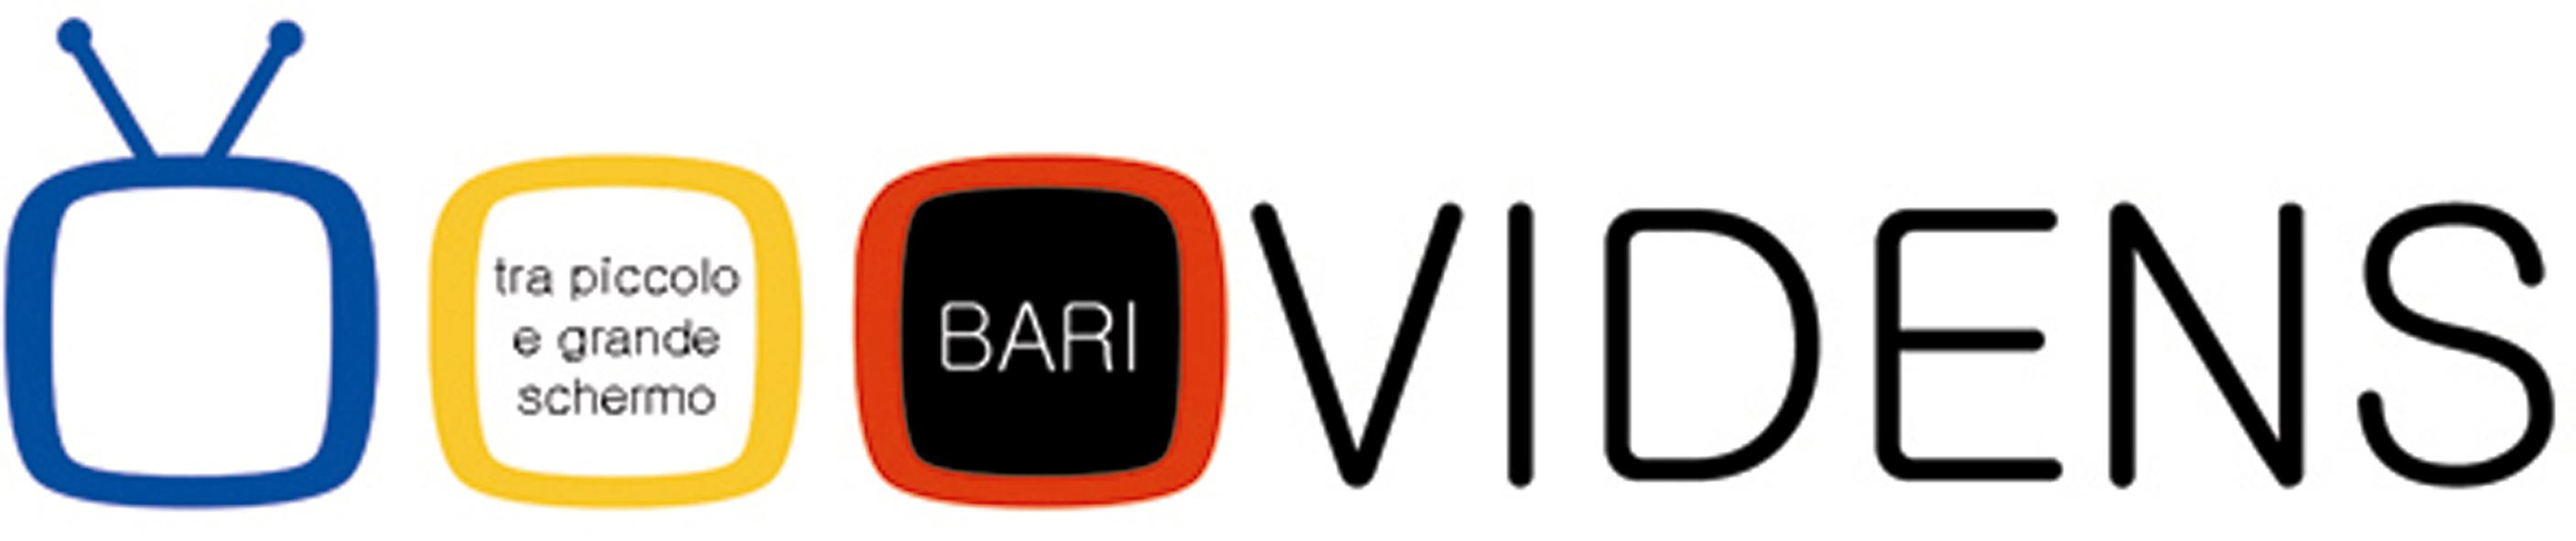 tra piccolo
e grande
schermo
BARI VIDENS